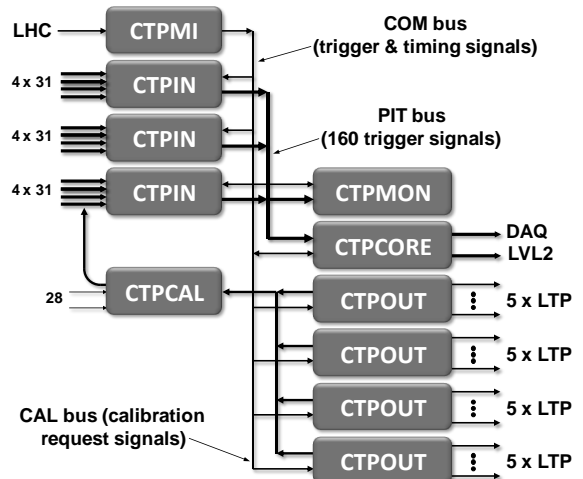 LHC
CTPMI
COM bus
(trigger & timing signals)
4 x 31
CTPIN
PIT bus
(160 trigger signals)
4 x 31
CTPIN
4 x 31
CTPIN
CTPMON
CTPCORE
DAQ
LVL2
28
CTPCAL
CTPOUT
5 x LTP
CTPOUT
5 x LTP
CTPOUT
5 x LTP
CTPOUT
5 x LTP
CAL bus (calibration
request signals)